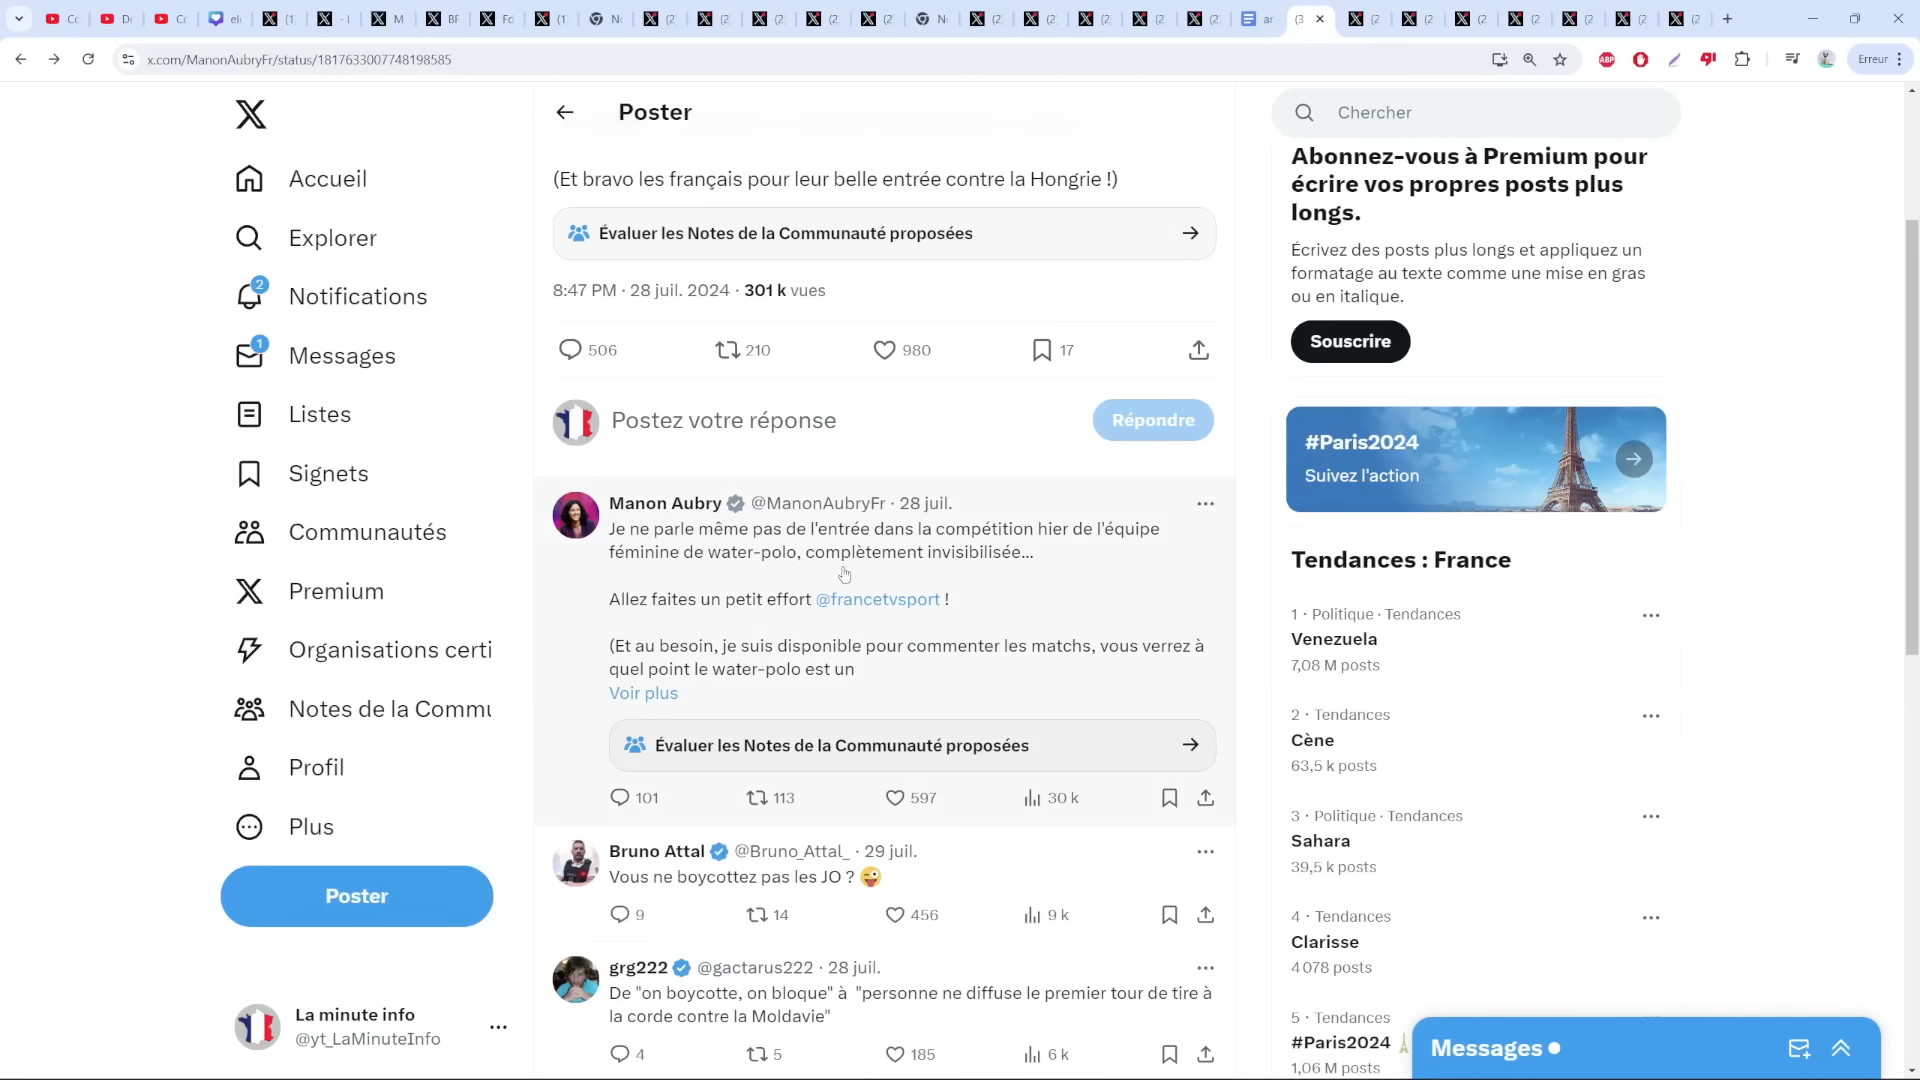 x.com/ManonAubryFr/status/1817633007748198585
Erreur
Accueil
Explorer
2
Notifications
1
Messages
Listes
Signets
Communautés
Premium
Organisations certi
Notes de la Commu
Profil
Plus
Poster
La minute info
@yt_LaMinuteInfo
Poster
(Et bravo les français pour leur belle entrée contre la Hongrie !)
Évaluer les Notes de la Communauté proposées
8:47 PM · 28 juil. 2024 · 301 k vues
506 210 980 17
Postez votre réponse
Répondre
Manon Aubry @ManonAubryFr · 28 juil.
Je ne parle même pas de l'entrée dans la compétition hier de l'équipe
féminine de water-polo, complètement invisibilisée...
Allez faites un petit effort @francetvsport !
(Et au besoin, je suis disponible pour commenter les matchs, vous verrez à
quel point le water-polo est un
Voir plus
Évaluer les Notes de la Communauté proposées
101 113 597 30 k
Bruno Attal @Bruno_Attal_ · 29 juil.
Vous ne boycottez pas les JO ? 😜
9 14 456 9 k
grg222 @gactarus222 · 28 juil.
De "on boycotte, on bloque" à "personne ne diffuse le premier tour de tire à
la corde contre la Moldavie"
4 5 185 6 k
Chercher
Abonnez-vous à Premium pour
écrire vos propres posts plus
longs.
Écrivez des posts plus longs et appliquez un
formatage au texte comme une mise en gras
ou en italique.
Souscrire
#Paris2024
Suivez l'action
Tendances : France
1 · Politique · Tendances
Venezuela
7,08 M posts
2 · Tendances
Cène
63,5 k posts
3 · Politique · Tendances
Sahara
39,5 k posts
4 · Tendances
Clarisse
4 078 posts
5 · Tendances
#Paris2024
1,06 M posts
Messages